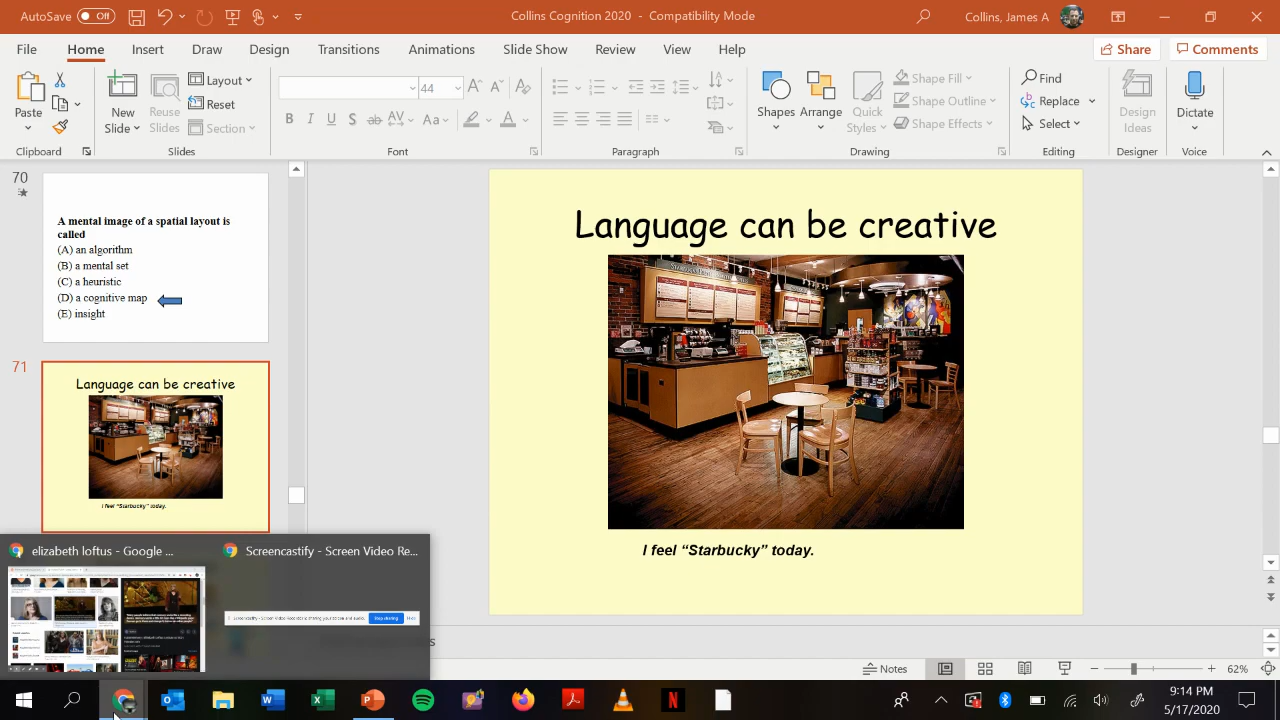 AutoSave Off
Collins Cognition 2020 - Compatibility Mode
Collins, James A
File Home Insert Draw Design Transitions Animations Slide Show Review View Help
Share Comments
Paste
Clipboard
New Slide
Reuse Slides
Layout
Reset
Section
Slides
44
Font
Paragraph
Shapes
Arrange
Quick Styles
Shape Fill
Shape Outline
Shape Effects
Drawing
Find
Replace
Select
Editing
Design Ideas
Designer
Dictate
Voice
70
A mental image of a spatial layout is
called
(A) an algorithm
(B) a mental set
(C) a heuristic
(D) a cognitive map
(E) insight
71
Language can be creative
I feel “Starbucky” today.
Language can be creative
I feel “Starbucky” today.
elizabeth loftus - Google ...
Screencastify - Screen Video Re...
Stop sharing
Hide
Notes
62%
9:14 PM
5/17/2020